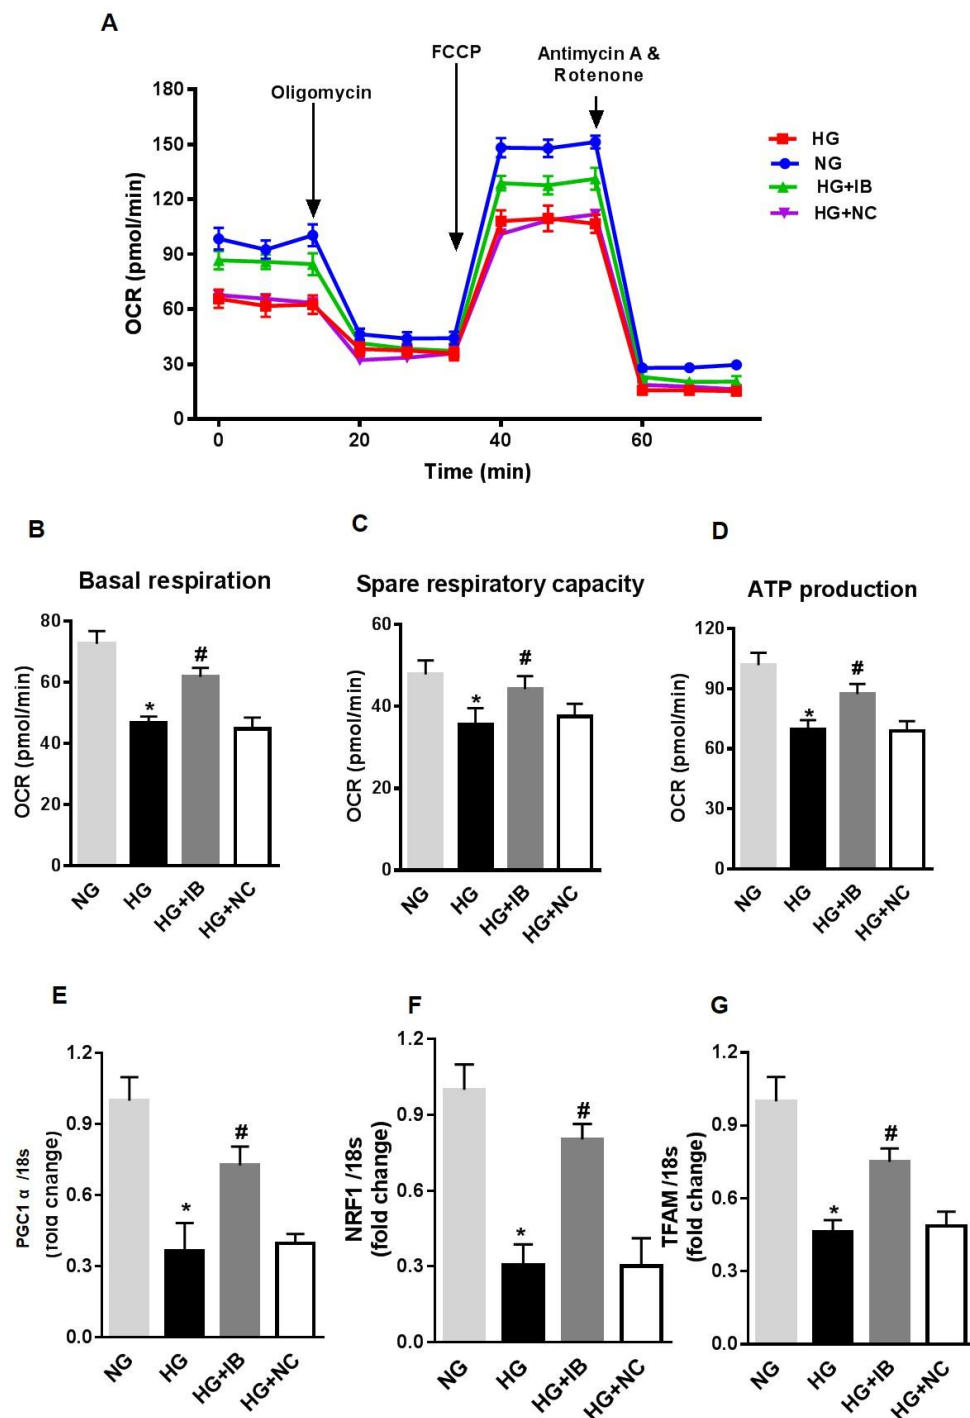 A
Oligomycin
FCCP
Antimycin A &
Rotenone
OCR (pmol/min)
180
150
120
90
60
30
0
0 20 40 60
Time (min)
HG
NG
HG+IB
HG+NC
B
Basal respiration
OCR (pmol/min)
80
60
40
20
0
*
#
NG HG HG+IB HG+NC
C
Spare respiratory capacity
OCR (pmol/min)
60
40
20
0
*
#
NG HG HG+IB HG+NC
D
ATP production
OCR (pmol/min)
120
90
60
30
0
*
#
NG HG HG+IB HG+NC
E
PGC1 α /18s
(fold change)
1.2
0.9
0.6
0.3
0.0
*
#
NG HG HG+IB HG+NC
F
NRF1 /18s
(fold change)
1.2
0.9
0.6
0.3
0.0
*
#
NG HG HG+IB HG+NC
G
TFAM /18s
(fold change)
1.2
0.9
0.6
0.3
0.0
*
#
NG HG HG+IB HG+NC